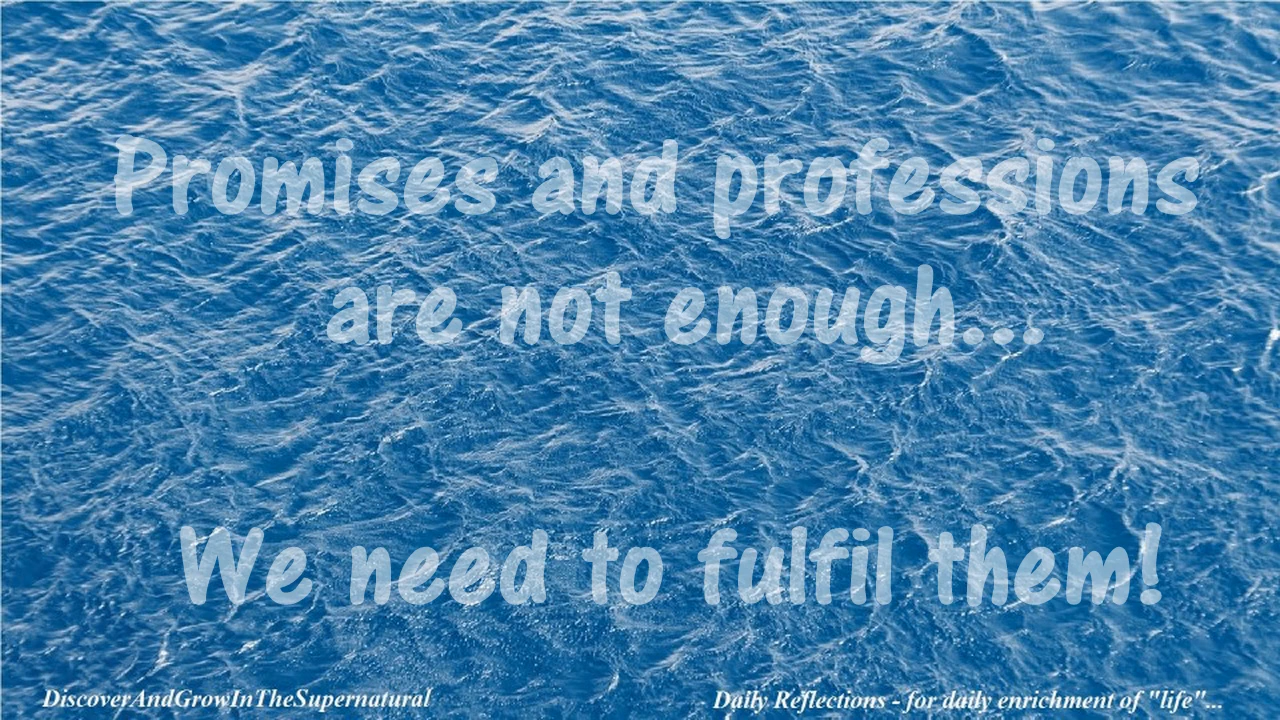 Promises and professions
are not enough...
We need to fulfil them!
DiscoverAndGrowInTheSupernatural
Daily Reflections - for daily enrichment of "life"...